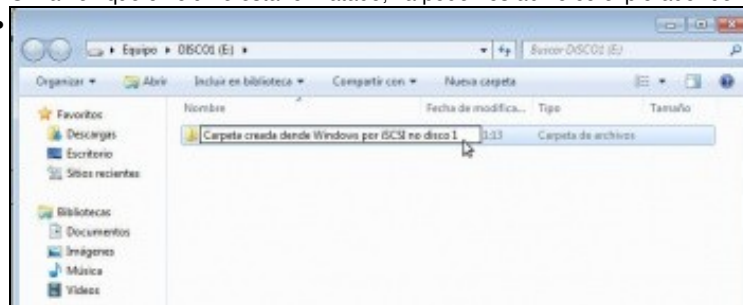 Equipo ▸ DISCO1 (E:) ▸
Buscar DISCO1 (E:)
Organizar
Abrir
Incluir en biblioteca
Compartir con
Nueva carpeta
Nombre
Fecha de modifica...
Tipo
Tamaño
Carpeta creada dende Windows por iSCSI no disco 1
1:13
Carpeta de archivos
Favoritos
Descargas
Escritorio
Sitios recientes
Bibliotecas
Documentos
Imágenes
Música
Vídeos